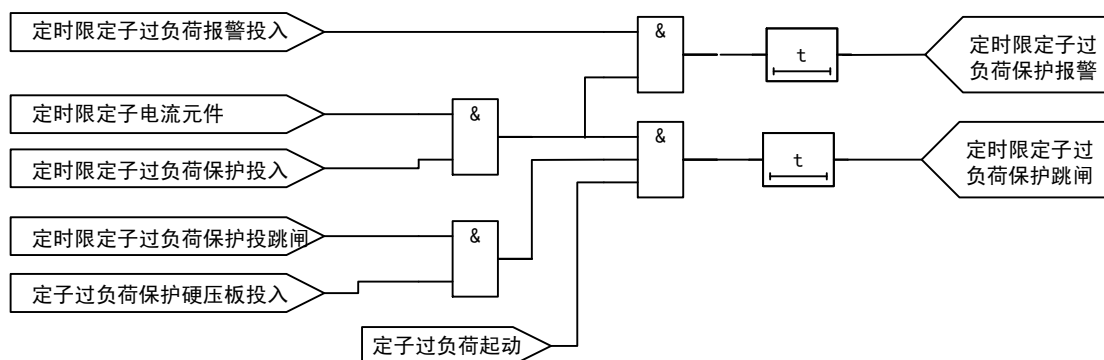 定时限定子过负荷报警投入
&
t
定时限定子过
负荷保护报警
定时限定子电流元件
&
定时限定子过负荷保护投入
&
t
定时限定子过
负荷保护跳闸
定时限定子过负荷保护投跳闸
&
定子过负荷保护硬压板投入
定子过负荷起动